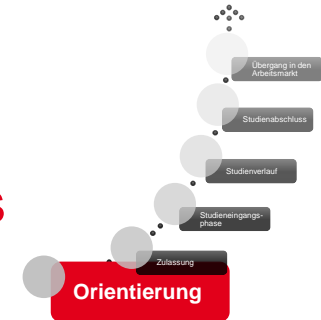 Übergang in den
Arbeitsmarkt
Studienabschluss
Studienverlauf
Studieneingangs-
phase
Zulassung
Orientierung
s